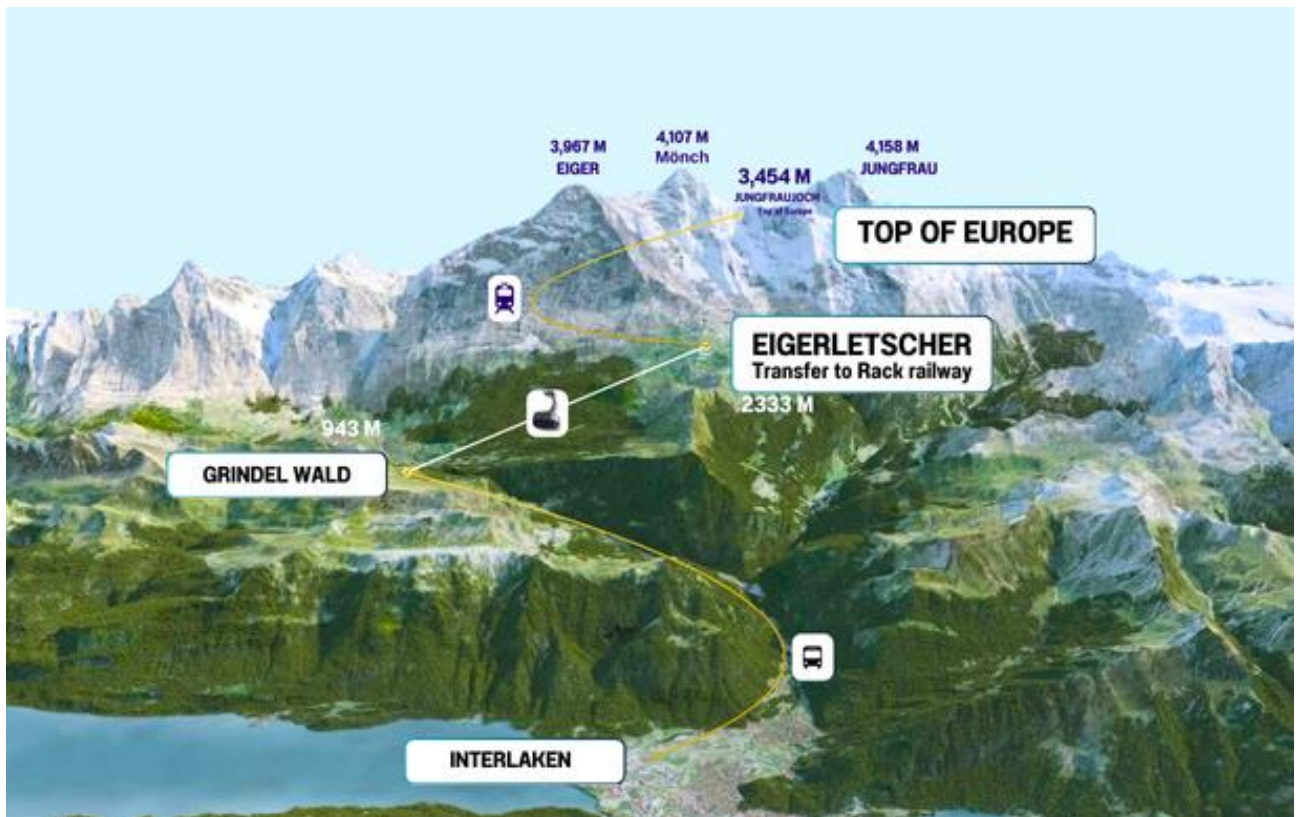 3,967 M
EIGER
4,107 M
Mönch
3,454 M
JUNGFRAUJOCH
Top of Europe
4,158 M
JUNGFRAU
TOP OF EUROPE
EIGERLETSCHER
Transfer to Rack railway
2333 M
943 M
GRINDEL WALD
INTERLAKEN